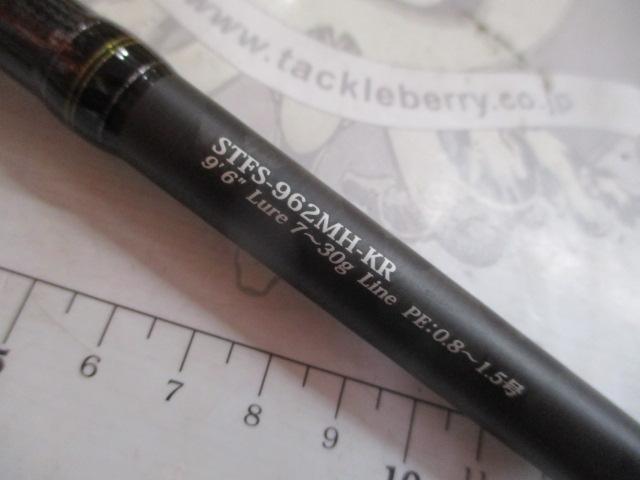 www.tackleberry.co.jp
STFS-962MH-KR
9'6" Lure 7～30g Line PE:0.8～1.5号
5 6 7 8 9 10